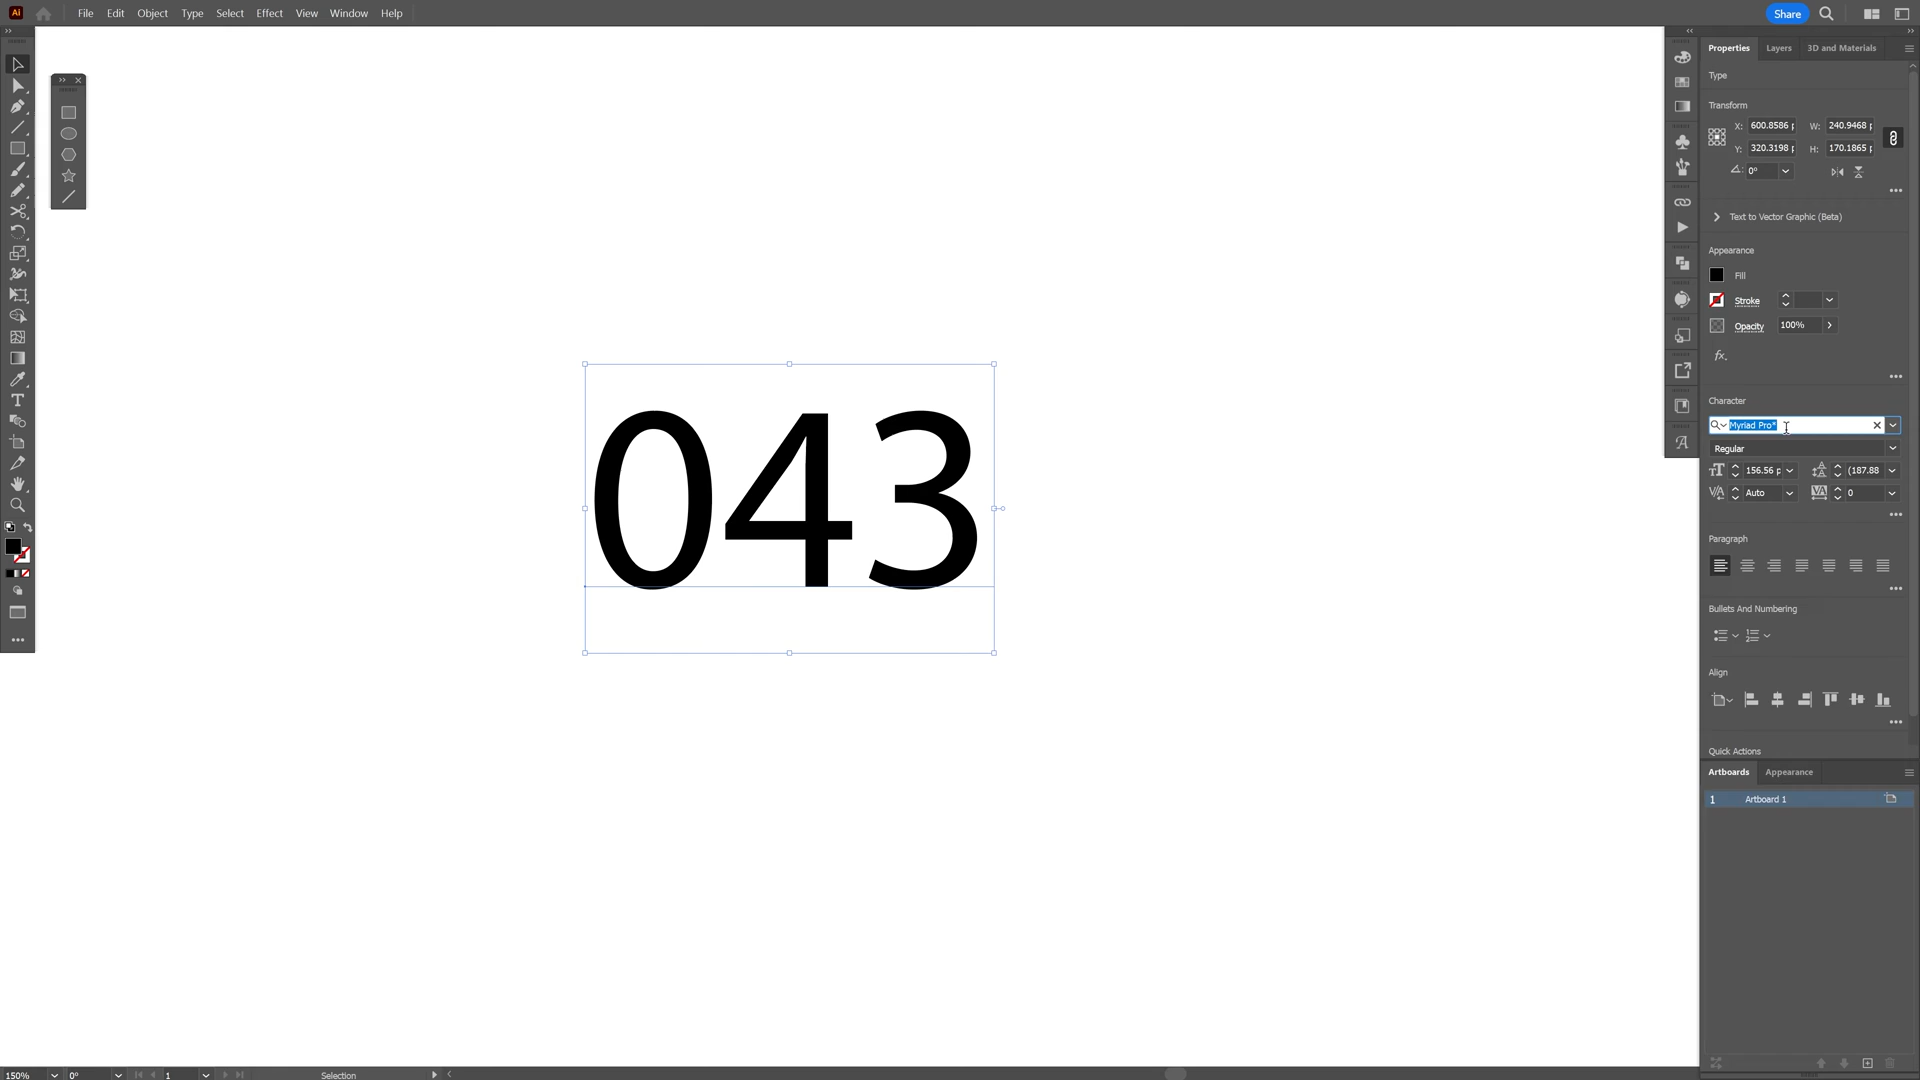 Ai File Edit Object Type Select Effect View Window Help Share
Properties Layers 3D and Materials
Type
Transform
X: 600.8586 p W: 240.9468 p
Y: 320.3198 p H: 170.1865 p
0°
Text to Vector Graphic (Beta)
Appearance
Fill
Stroke
Opacity 100%
fx.
Character
Myriad Pro*
Regular
156.56 p (187.88
Auto 0
Paragraph
Bullets And Numbering
Align
Quick Actions
Artboards Appearance
1 Artboard 1
043
150% 0° 1 Selection